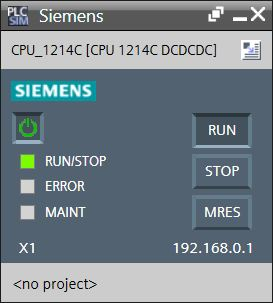 PLC SIM Siemens
CPU_1214C [CPU 1214C DCDCDC]
SIEMENS
RUN
RUN/STOP
STOP
ERROR
MAINT
MRES
X1 192.168.0.1
<no project>